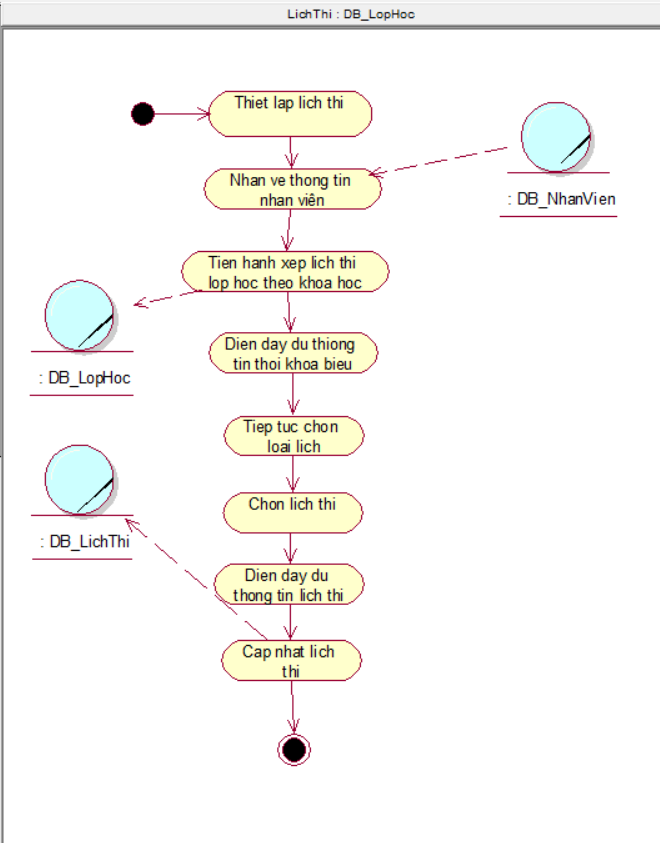 LichThi : DB_LopHoc
Thiet lap lich thi
Nhan ve thong tin
nhan viên
: DB_NhanVien
Tien hanh xep lich thi
lop hoc theo khoa hoc
: DB_LopHoc
Dien day du thiong
tin thoi khoa bieu
Tiep tuc chon
loai lich
: DB_LichThi
Chon lich thi
Dien day du
thong tin lich thi
Cap nhat lich
thi